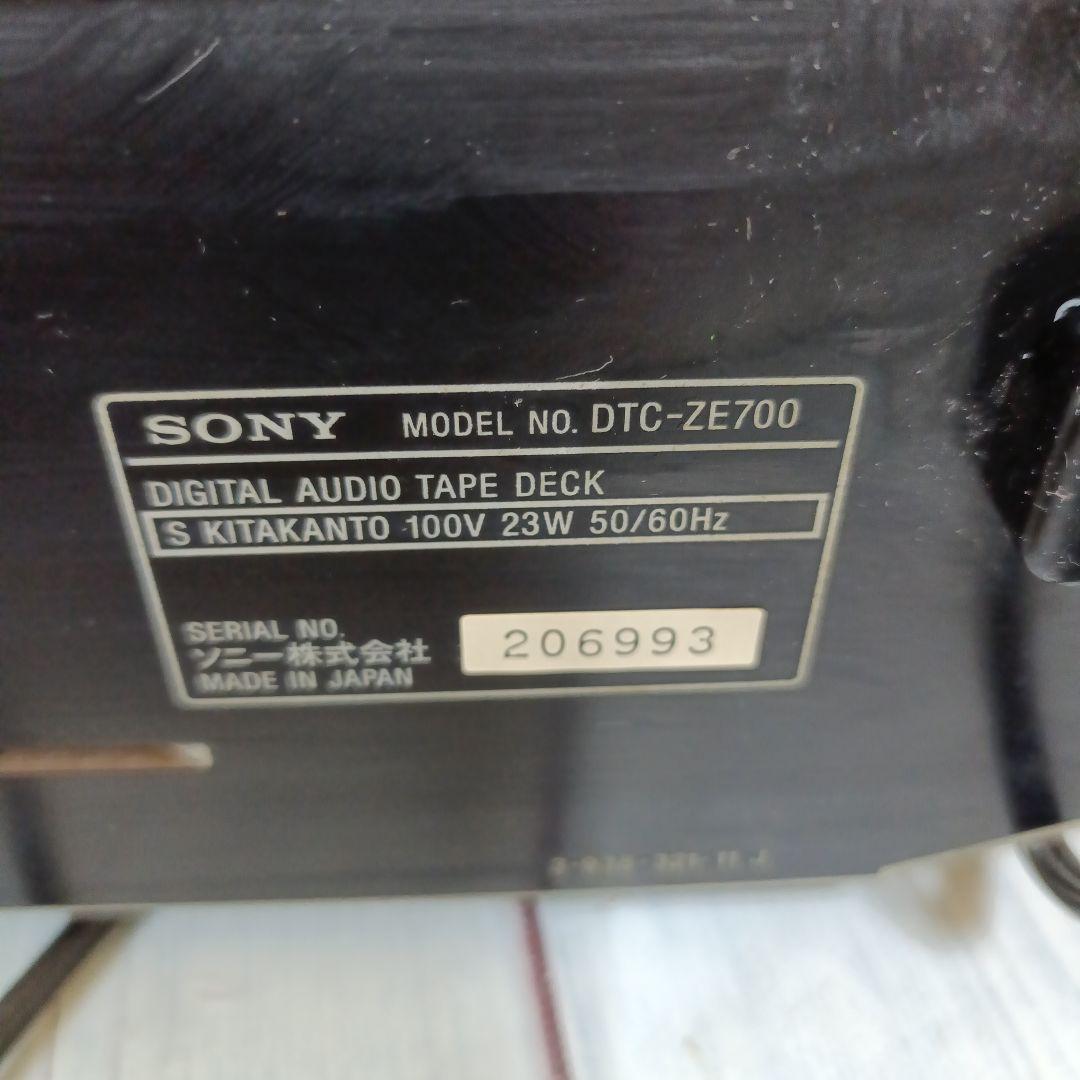 SONY MODEL NO. DTC-ZE700
DIGITAL AUDIO TAPE DECK
S KITAKANTO 100V 23W 50/60Hz
SERIAL NO. 206993
ソニー株式会社
MADE IN JAPAN